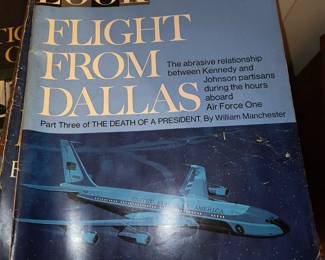 LOOK
FLIGHT
FROM
DALLAS
The abrasive relationship
between Kennedy and
Johnson partisans
during the hours
aboard
Air Force One
Part Three of THE DEATH OF A PRESIDENT, By William Manchester